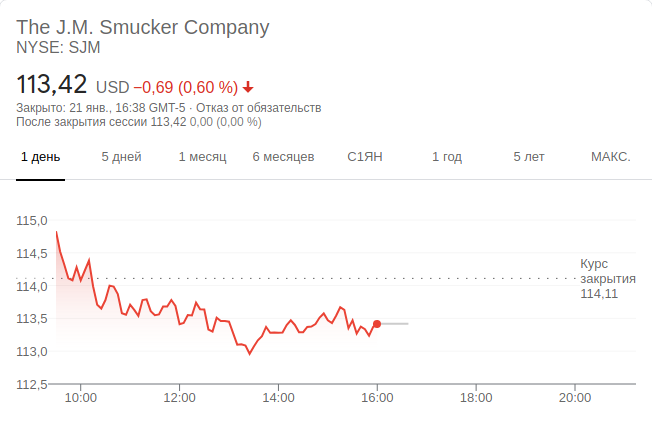 The J.M. Smucker Company
NYSE: SJM
113,42 USD −0,69 (0,60 %)
Закрыто: 21 янв., 16:38 GMT-5 · Отказ от обязательств
После закрытия сессии 113,42 0,00 (0,00 %)
1 день 5 дней 1 месяц 6 месяцев С1ЯН 1 год 5 лет МАКС.
115,0
114,5
114,0
113,5
113,0
112,5
Курс
закрытия
114,11
10:00 12:00 14:00 16:00 18:00 20:00